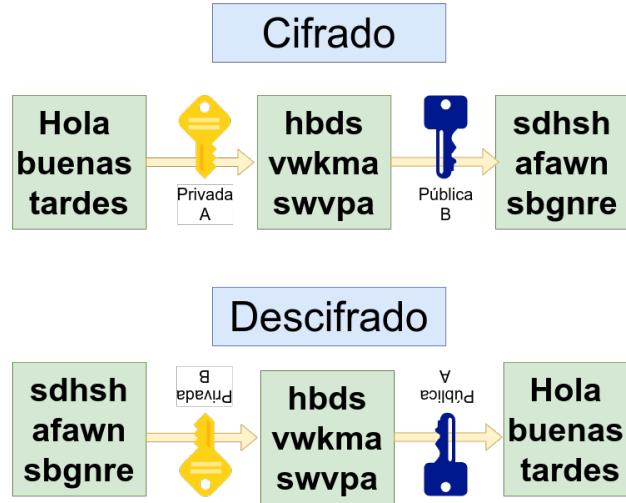 Cifrado
Hola
buenas
tardes
Privada
A
hbds
vwkma
swvpa
Pública
B
sdhsh
afawn
sbgnre
Descifrado
sdhsh
afawn
sbgnre
Privada
B
hbds
vwkma
swvpa
Pública
A
Hola
buenas
tardes